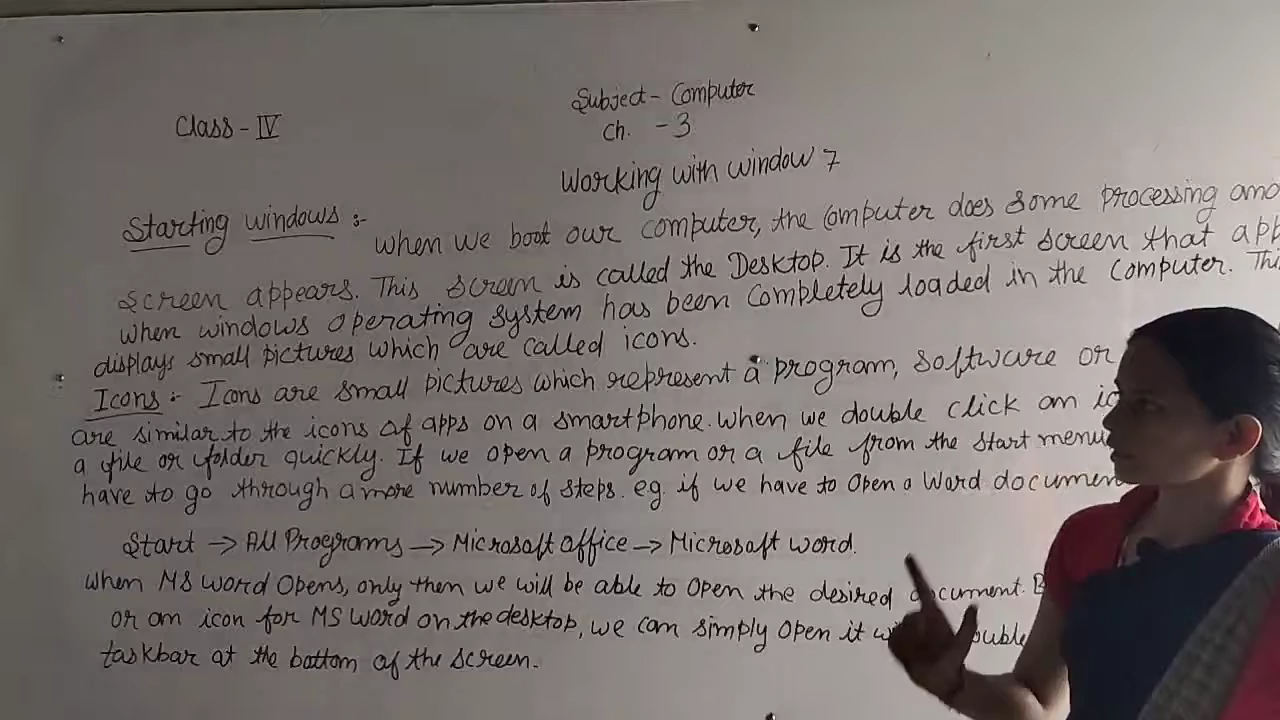 Subject - Computer
Class - IV
Ch. - 3
Working with window 7
Starting windows :-
When we boot our computer, the computer does some processing and
Screen appears. This screen is called the Desktop. It is the first screen that
when windows operating system has been completely loaded in the computer.
displays small pictures which are called icons.
Icons :- Icons are small pictures which represent a program, software or
are similar to the icons of apps on a smartphone. When we double click an
a file or folder quickly. If we open a program or a file from the start menu
have to go through a more number of steps. eg. if we have to open a Word
Start → All Programs → Microsoft office → Microsoft word.
when MS word opens, only then we will be able to open the desired document.
or an icon for MS word on the desktop, we can simply open it
taskbar at the bottom of the screen.